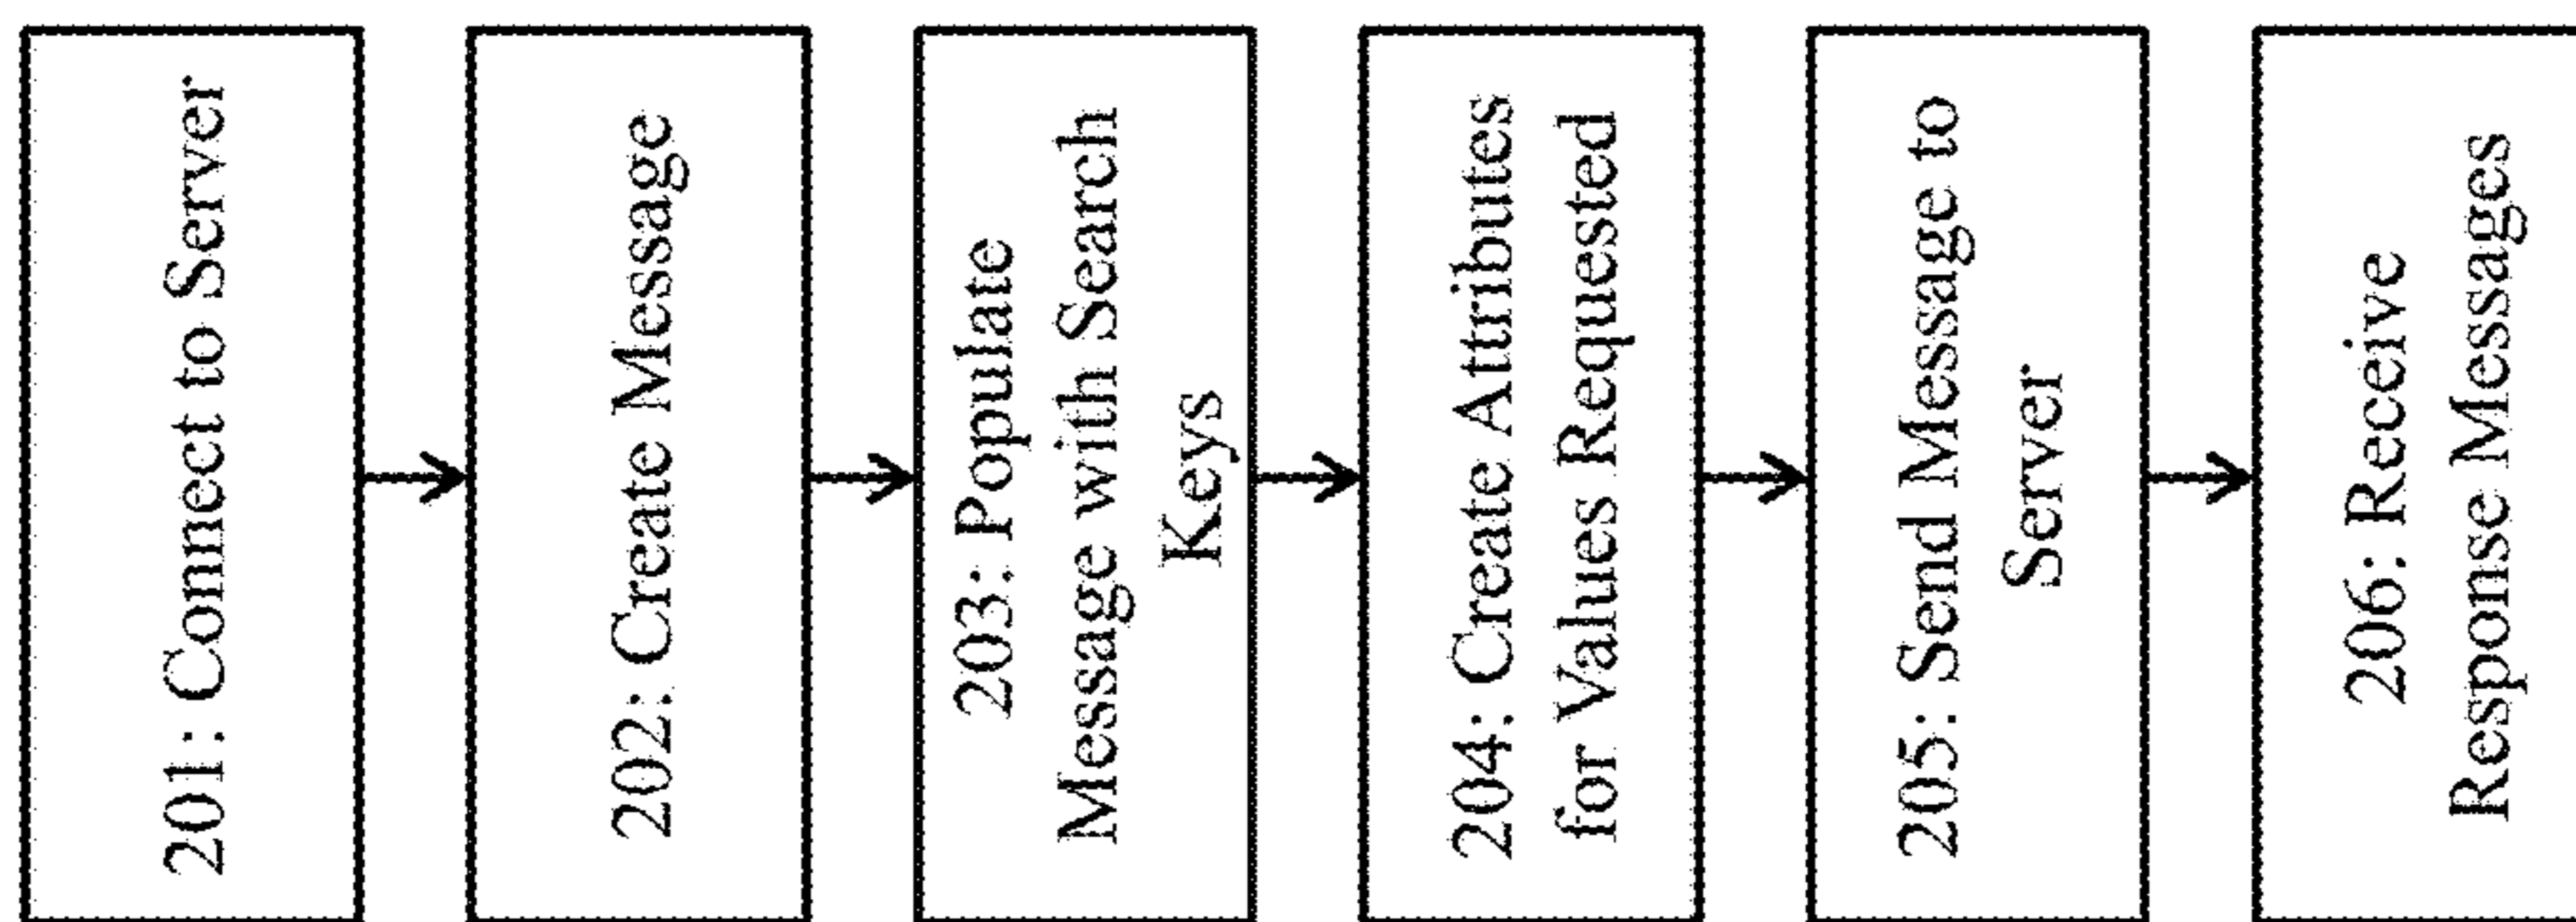 201: Connect to Server
202: Create Message
203: Populate
Message with Search
Keys
204: Create Attributes
for Values Requested
205: Send Message to
Server
206: Receive
Response Messages